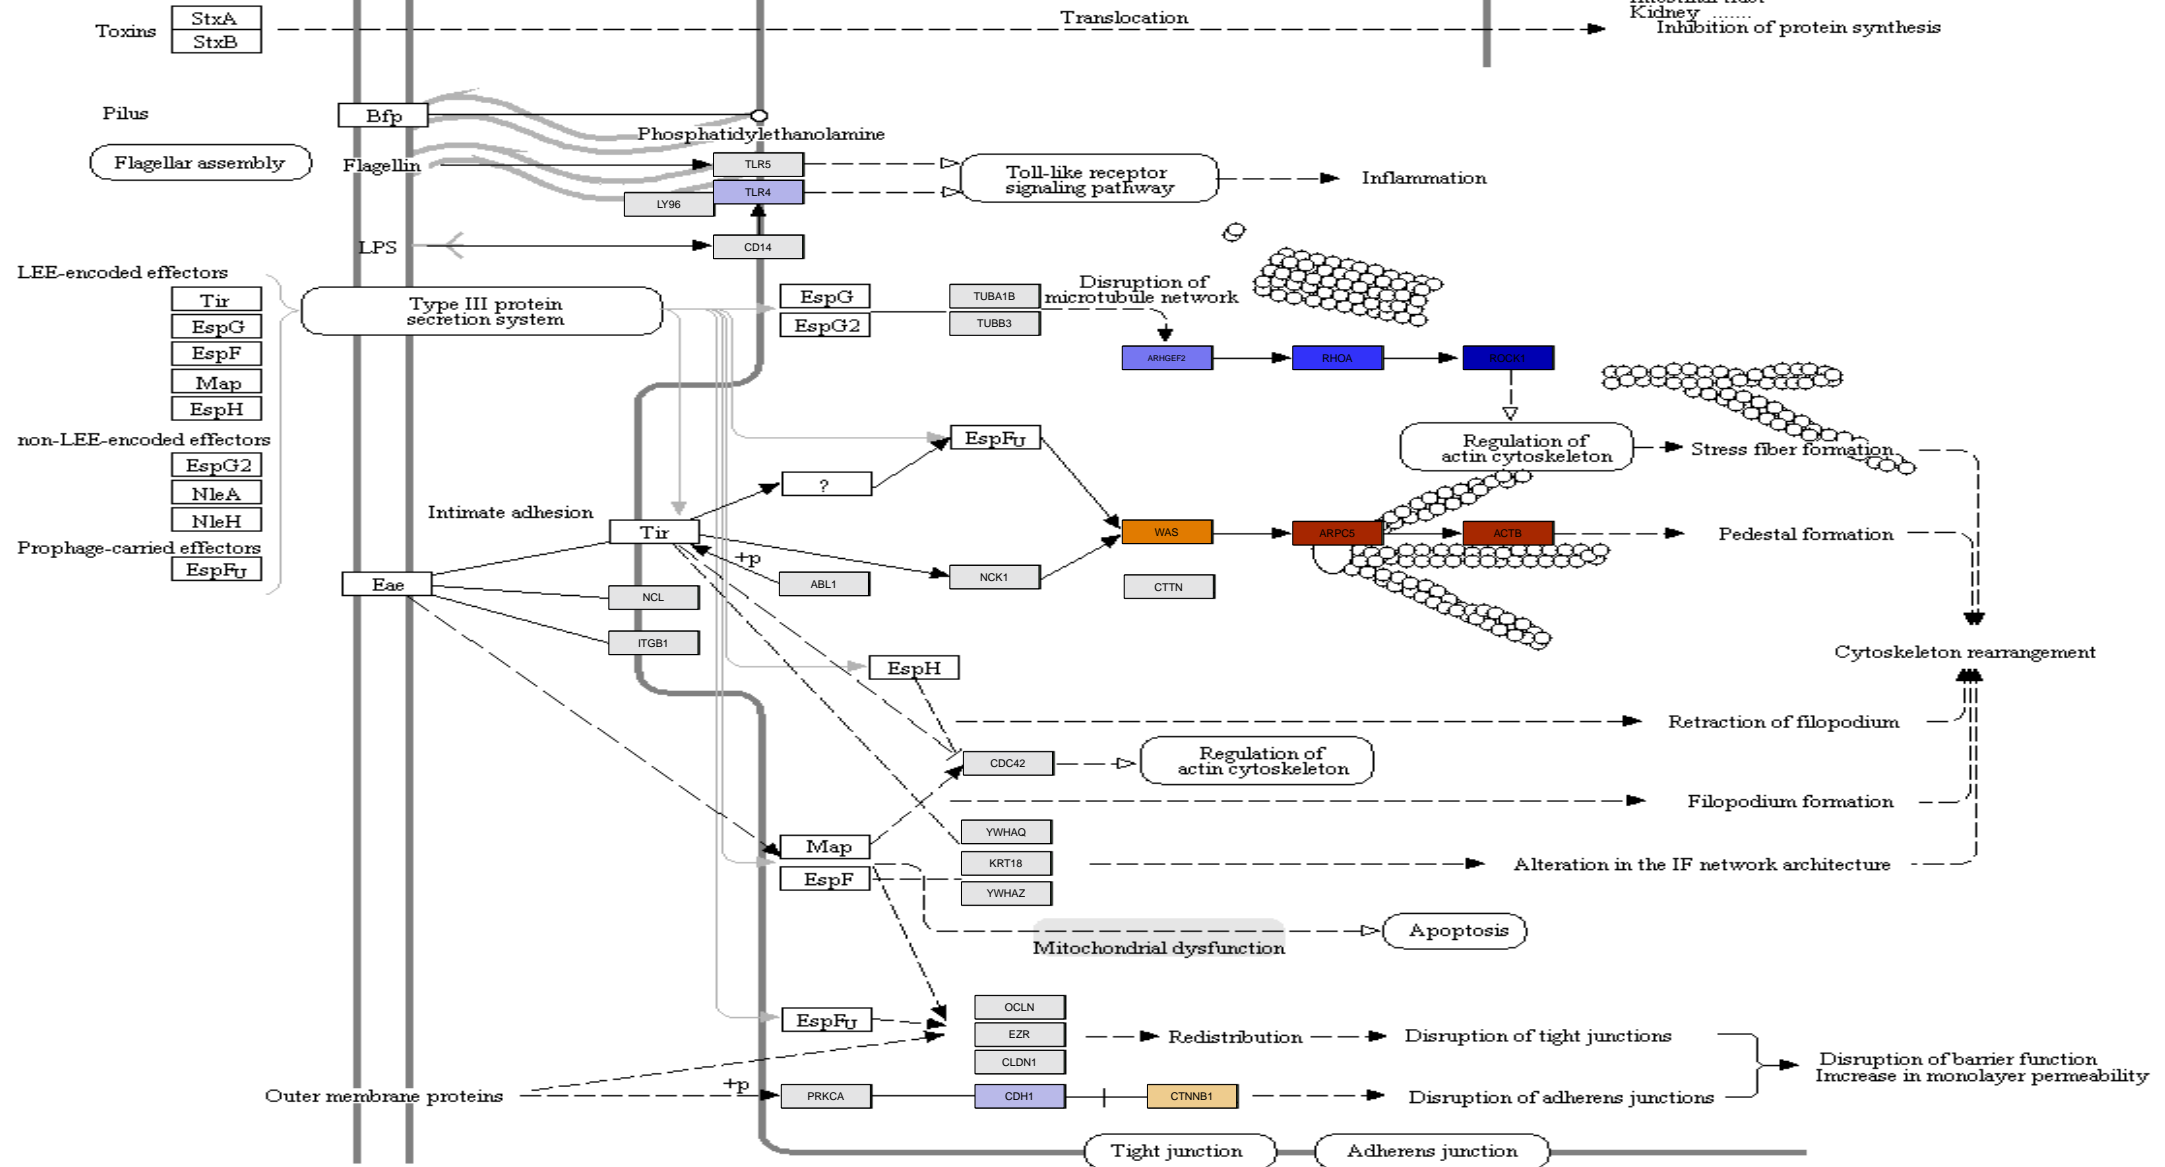 Kidney .......
Toxins
StxA
StxB
Translocation
Inhibition of protein synthesis
Pilus
Bfp
Phosphatidylethanolamine
Flagellar assembly
Flagellin
TLR5
TLR4
LY96
Toll-like receptor
signaling pathway
Inflammation
LPS
CD14
LEE-encoded effectors
Tir
EspG
EspF
Map
EspH
Type III protein
secretion system
EspG
EspG2
TUBA1B
TUBB3
Disruption of
microtubule network
ARHGEF2
RHOA
ROCK1
non-LEE-encoded effectors
EspG2
NleA
NleH
Prophage-carried effectors
EspFU
EspFU
?
Regulation of
actin cytoskeleton
Stress fiber formation
Intimate adhesion
Tir
+p
WAS
ARPC5
ACTB
Pedestal formation
Eae
NCL
ABL1
NCK1
CTTN
ITGB1
Cytoskeleton rearrangement
EspH
Retraction of filopodium
CDC42
Regulation of
actin cytoskeleton
Filopodium formation
Map
EspF
YWHAQ
KRT18
YWHAZ
Alteration in the IF network architecture
Mitochondrial dysfunction
Apoptosis
EspFU
OCLN
EZR
CLDN1
Redistribution
Disruption of tight junctions
Disruption of barrier function
Imcrease in monolayer permeability
Outer membrane proteins
+p
PRKCA
CDH1
CTNNB1
Disruption of adherens junctions
Tight junction
Adherens junction